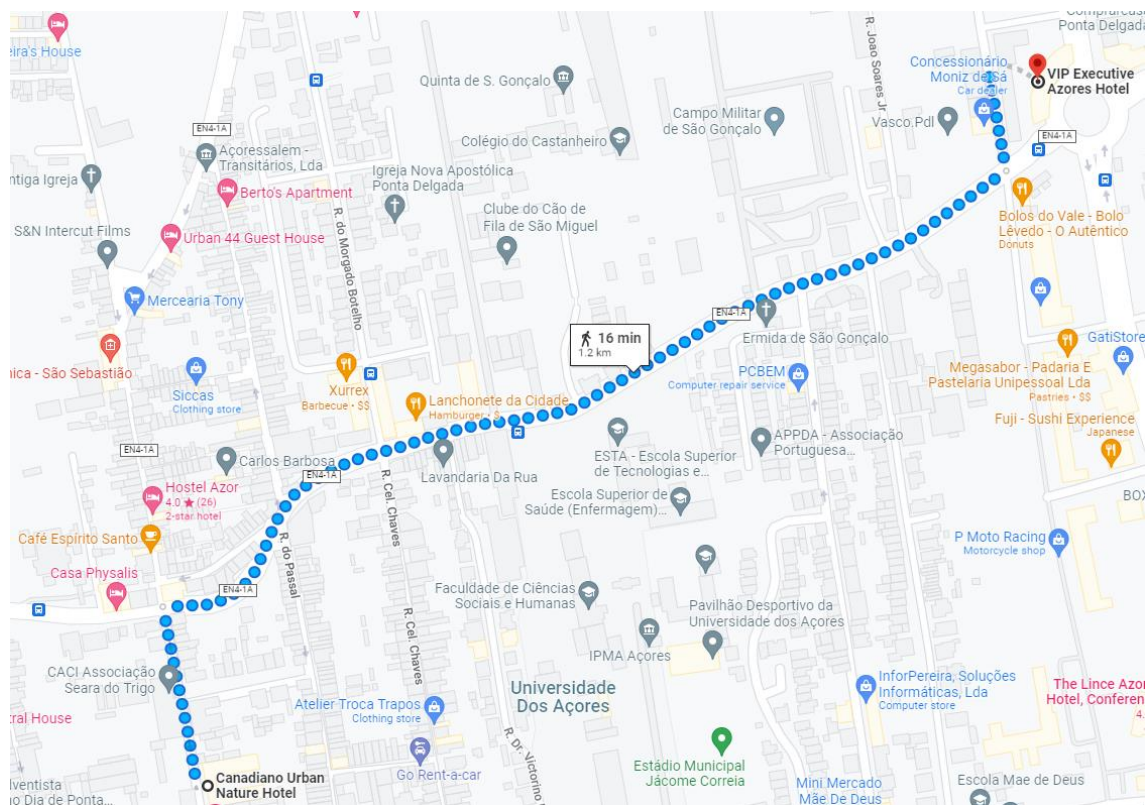 Comprarcasa
Ponta Delgada
Concessionário
Moniz de Sá
Car dealer
VIP Executive
Azores Hotel
R. Joao Soares Jr.
eira's House
Quinta de S. Gonçalo
Campo Militar
de São Gonçalo
Vasco.Pdl
EN4-1A
EN4-1A
Açoressalem -
Transitários, Lda
Colégio do Castanheiro
ntiga Igreja
Igreja Nova Apostólica
Ponta Delgada
Berto's Apartment
R. do Morgado Botelho
Clube do Cão de
Fila de São Miguel
Bolos do Vale - Bolo
Lêvedo - O Autêntico
Donuts
S&N Intercut Films
Urban 44 Guest House
Mercearia Tony
EN4-1A
Ermida de São Gonçalo
16 min
1.2 km
GatiStore
nica - São Sebastião
Siccas
Clothing store
Xurrex
Barbecue · $$
PCBEM
Computer repair service
Megasabor - Padaria E
Pastelaria Unipessoal Lda
Pastries · $$
Lanchonete da Cidade
Hamburger · $
Fuji - Sushi Experience
Japanese
EN4-1A
Carlos Barbosa
EN4-1A
Lavandaria Da Rua
ESTA - Escola Superior
de Tecnologias e...
APPDA - Associação
Portuguesa...
Hostel Azor
4.0 ★ (26)
2-star hotel
R. Cel. Chaves
Escola Superior de
Saúde (Enfermagem)...
BOX
Café Espírito Santo
R. do Passal
P Moto Racing
Motorcycle shop
Casa Physalis
EN4-1A
Faculdade de Ciências
Sociais e Humanas
Pavilhão Desportivo da
Universidade dos Açores
R. Cel. Chaves
IPMA Açores
CACI Associação
Seara do Trigo
Universidade
Dos Açores
InforPereira, Soluções
Informáticas, Lda
Computer store
The Lince Azor
Hotel, Conferen
4.
tral House
Atelier Troca Trapos
Clothing store
R. Dr. Victorino
Go Rent-a-car
Estádio Municipal
Jácome Correia
Canadiano Urban
Nature Hotel
dventista
o Dia de Ponta...
Mini Mercado
Mãe De Deus
Escola Mae de Deus